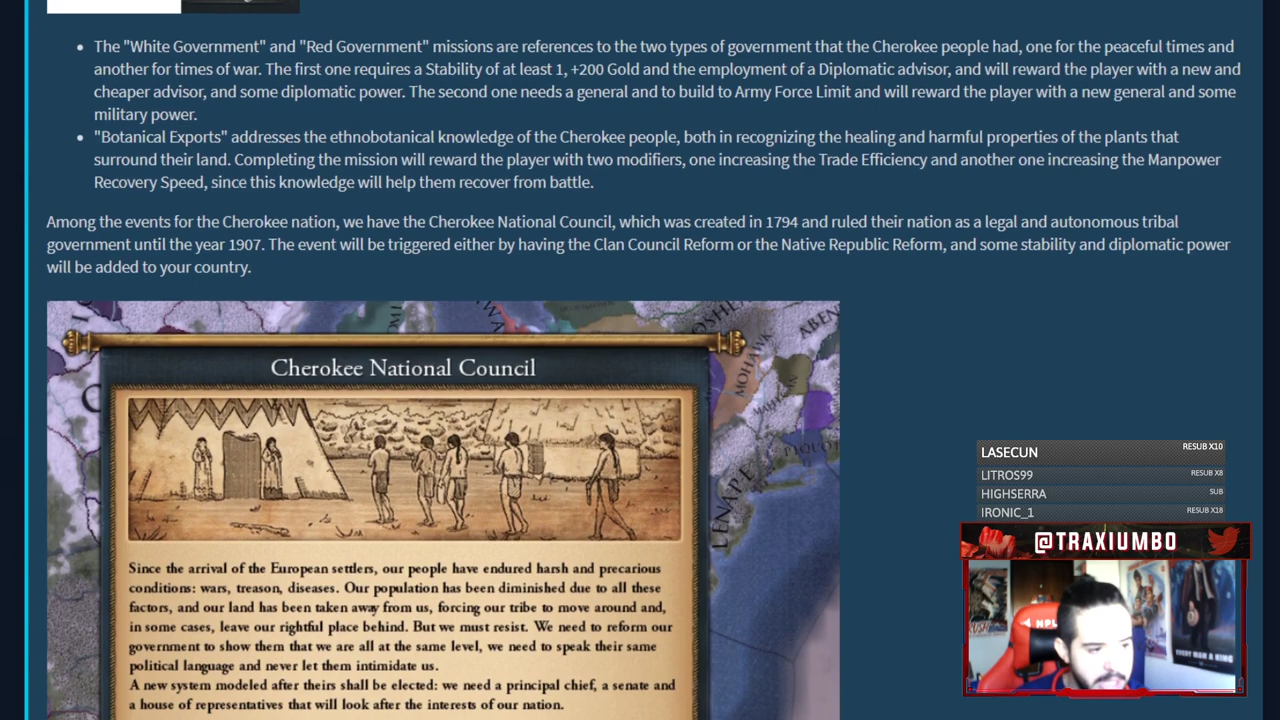 • The "White Government" and "Red Government" missions are references to the two types of government that the Cherokee people had, one for the peaceful times and
another for times of war. The first one requires a Stability of at least 1, +200 Gold and the employment of a Diplomatic advisor, and will reward the player with a new and
cheaper advisor, and some diplomatic power. The second one needs a general and to build to Army Force Limit and will reward the player with a new general and some
military power.
• "Botanical Exports" addresses the ethnobotanical knowledge of the Cherokee people, both in recognizing the healing and harmful properties of the plants that
surround their land. Completing the mission will reward the player with two modifiers, one increasing the Trade Efficiency and another one increasing the Manpower
Recovery Speed, since this knowledge will help them recover from battle.
Among the events for the Cherokee nation, we have the Cherokee National Council, which was created in 1794 and ruled their nation as a legal and autonomous tribal
government until the year 1907. The event will be triggered either by having the Clan Council Reform or the Native Republic Reform, and some stability and diplomatic power
will be added to your country.
Cherokee National Council
Since the arrival of the European settlers, our people have endured harsh and precarious
conditions: wars, treason, diseases. Our population has been diminished due to all these
factors, and our land has been taken away from us, forcing our tribe to move around and,
in some cases, leave our rightful place behind. But we must resist. We need to reform our
government to show them that we are all at the same level, we need to speak their same
political language and never let them intimidate us.
A new system modeled after theirs shall be elected: we need a principal chief, a senate and
a house of representatives that will look after the interests of our nation.
ABEN
MOHAWK
PIQUOT
LENAPE
LASECUN RESUB X10
LITROS99 RESUB X8
HIGHSERRA SUB
IRONIC_1 RESUB X18
@TRAXIUMBO
EVERY MAN A KING